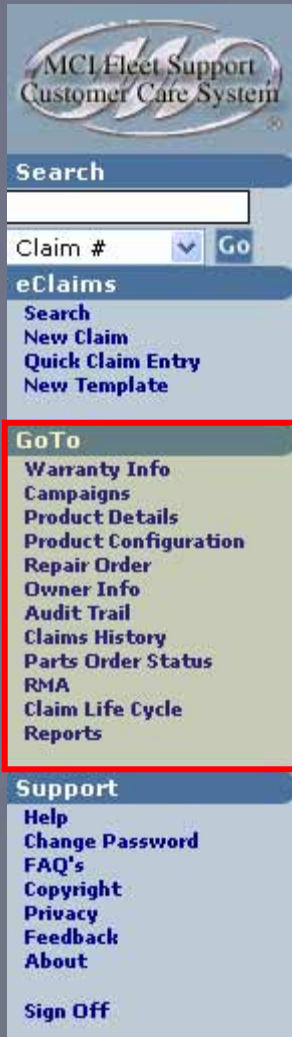 MCI Fleet Support
Customer Care System
®
Search
Claim # Go
eClaims
Search
New Claim
Quick Claim Entry
New Template
GoTo
Warranty Info
Campaigns
Product Details
Product Configuration
Repair Order
Owner Info
Audit Trail
Claims History
Parts Order Status
RMA
Claim Life Cycle
Reports
Support
Help
Change Password
FAQ's
Copyright
Privacy
Feedback
About
Sign Off